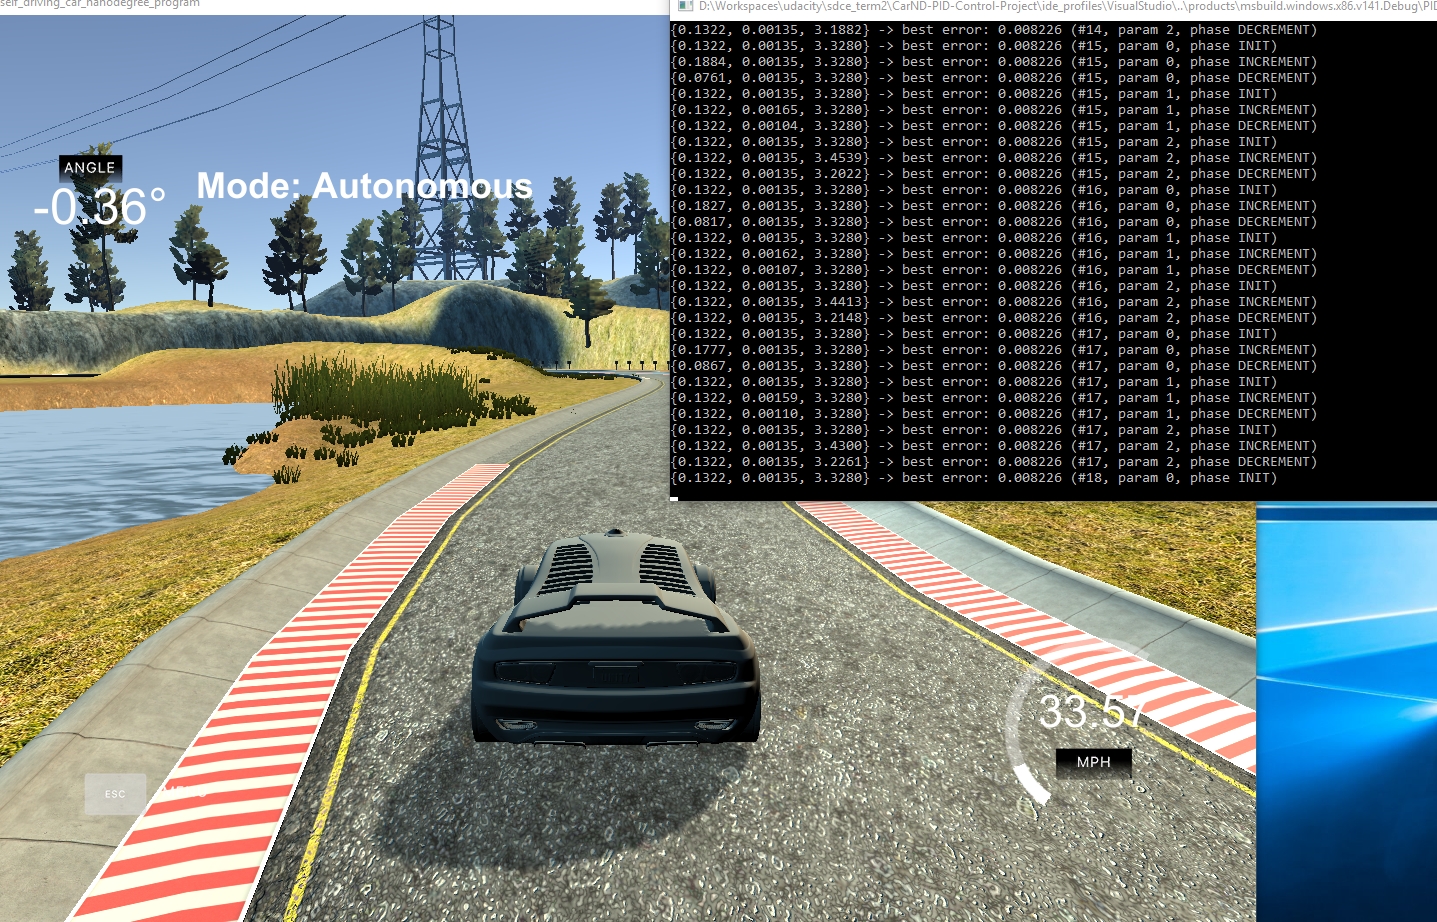 self_driving_car_nanodegree_program
D:\Workspaces\udacity\sdce_term2\CarND-PID-Control-Project\ide_profiles\VisualStudio\..\products\msbuild.windows.x86.v141.Debug\PID
{0.1322, 0.00135, 3.1882} -> best error: 0.008226 (#14, param 2, phase DECREMENT)
{0.1322, 0.00135, 3.3280} -> best error: 0.008226 (#15, param 0, phase INIT)
{0.1884, 0.00135, 3.3280} -> best error: 0.008226 (#15, param 0, phase INCREMENT)
{0.0761, 0.00135, 3.3280} -> best error: 0.008226 (#15, param 0, phase DECREMENT)
{0.1322, 0.00135, 3.3280} -> best error: 0.008226 (#15, param 1, phase INIT)
{0.1322, 0.00165, 3.3280} -> best error: 0.008226 (#15, param 1, phase INCREMENT)
{0.1322, 0.00104, 3.3280} -> best error: 0.008226 (#15, param 1, phase DECREMENT)
{0.1322, 0.00135, 3.3280} -> best error: 0.008226 (#15, param 2, phase INIT)
{0.1322, 0.00135, 3.4539} -> best error: 0.008226 (#15, param 2, phase INCREMENT)
{0.1322, 0.00135, 3.2022} -> best error: 0.008226 (#15, param 2, phase DECREMENT)
{0.1322, 0.00135, 3.3280} -> best error: 0.008226 (#16, param 0, phase INIT)
{0.1827, 0.00135, 3.3280} -> best error: 0.008226 (#16, param 0, phase INCREMENT)
{0.0817, 0.00135, 3.3280} -> best error: 0.008226 (#16, param 0, phase DECREMENT)
{0.1322, 0.00135, 3.3280} -> best error: 0.008226 (#16, param 1, phase INIT)
{0.1322, 0.00162, 3.3280} -> best error: 0.008226 (#16, param 1, phase INCREMENT)
{0.1322, 0.00107, 3.3280} -> best error: 0.008226 (#16, param 1, phase DECREMENT)
{0.1322, 0.00135, 3.3280} -> best error: 0.008226 (#16, param 2, phase INIT)
{0.1322, 0.00135, 3.4413} -> best error: 0.008226 (#16, param 2, phase INCREMENT)
{0.1322, 0.00135, 3.2148} -> best error: 0.008226 (#16, param 2, phase DECREMENT)
{0.1322, 0.00135, 3.3280} -> best error: 0.008226 (#17, param 0, phase INIT)
{0.1777, 0.00135, 3.3280} -> best error: 0.008226 (#17, param 0, phase INCREMENT)
{0.0867, 0.00135, 3.3280} -> best error: 0.008226 (#17, param 0, phase DECREMENT)
{0.1322, 0.00135, 3.3280} -> best error: 0.008226 (#17, param 1, phase INIT)
{0.1322, 0.00159, 3.3280} -> best error: 0.008226 (#17, param 1, phase INCREMENT)
{0.1322, 0.00110, 3.3280} -> best error: 0.008226 (#17, param 1, phase DECREMENT)
{0.1322, 0.00135, 3.3280} -> best error: 0.008226 (#17, param 2, phase INIT)
{0.1322, 0.00135, 3.4300} -> best error: 0.008226 (#17, param 2, phase INCREMENT)
{0.1322, 0.00135, 3.2261} -> best error: 0.008226 (#17, param 2, phase DECREMENT)
{0.1322, 0.00135, 3.3280} -> best error: 0.008226 (#18, param 0, phase INIT)
ANGLE
-0.36°
Mode: Autonomous
33.57
MPH
ESC
MENU